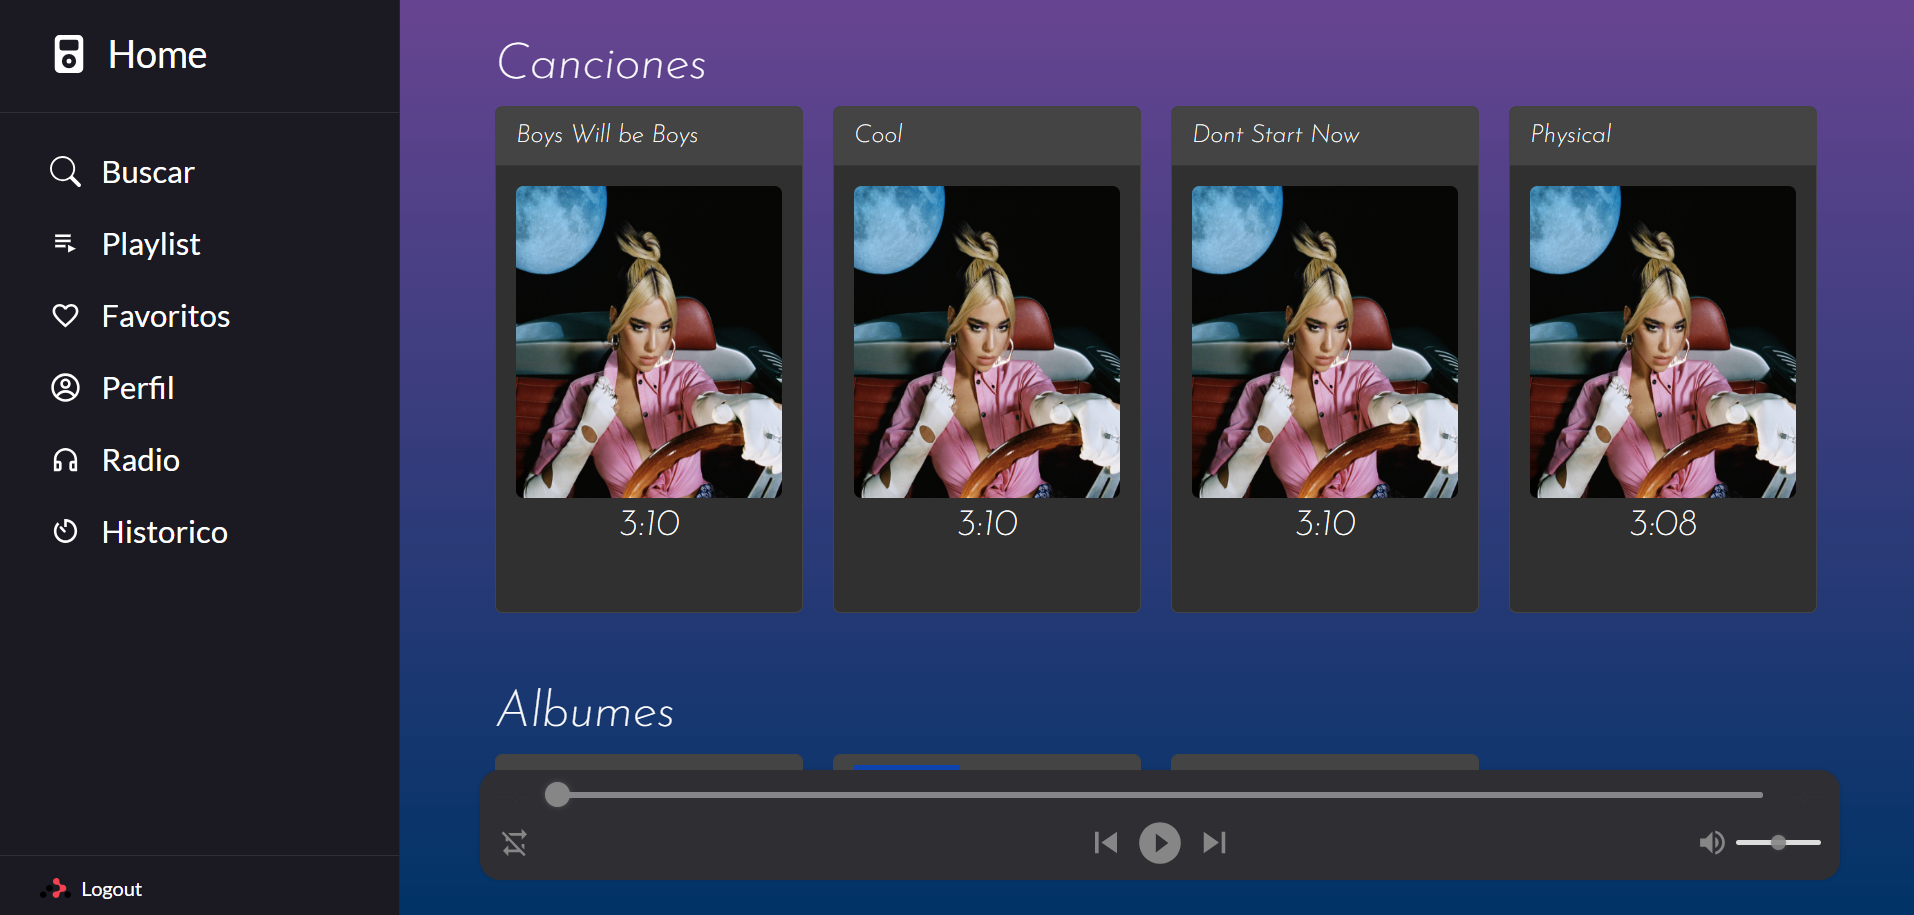 Home
Buscar
Playlist
Favoritos
Perfil
Radio
Historico
Logout
Canciones
Boys Will be Boys
Cool
Dont Start Now
Physical
3:10
3:10
3:10
3:08
Albumes